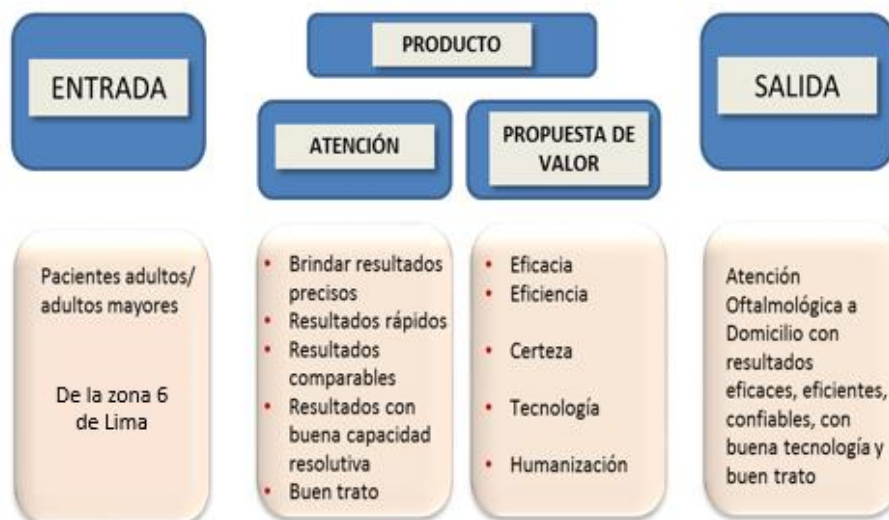 ENTRADA
PRODUCTO
ATENCIÓN
PROPUESTA DE
VALOR
SALIDA
Pacientes adultos/
adultos mayores
De la zona 6
de Lima
• Brindar resultados
precisos
• Resultados rápidos
• Resultados
comparables
• Resultados con
buena capacidad
resolutiva
• Buen trato
• Eficacia
• Eficiencia
• Certeza
• Tecnología
• Humanización
Atención
Oftalmológica a
Domicilio con
resultados
eficaces, eficientes,
confiables, con
buena tecnología y
buen trato